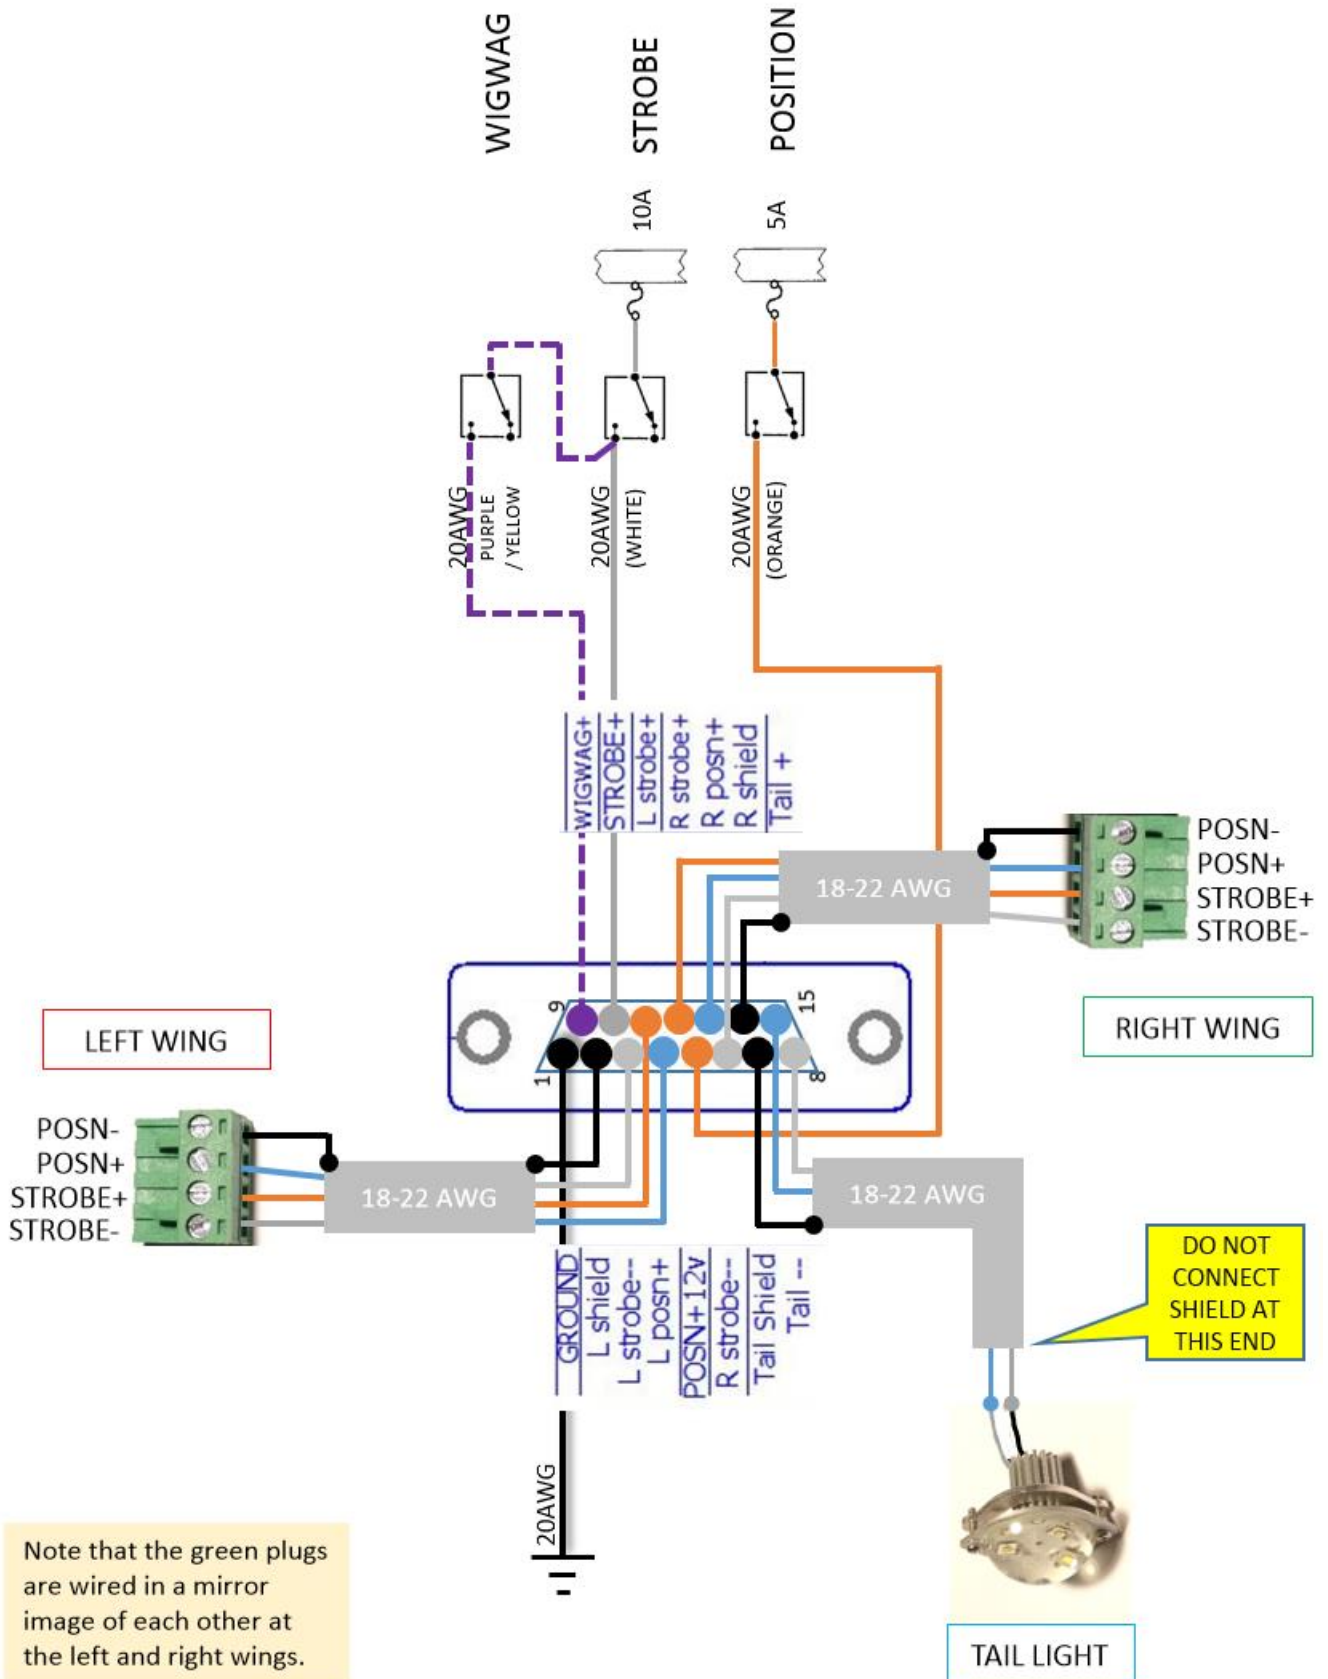 WIGWAG
STROBE
POSITION
10A
5A
20AWG
PURPLE
/ YELLOW
20AWG
(WHITE)
20AWG
(ORANGE)
WIGWAG+
STROBE+
L strobe+
R strobe+
R posn+
R shield
Tail +
18-22 AWG
POSN-
POSN+
STROBE+
STROBE-
RIGHT WING
9
15
1
8
LEFT WING
POSN-
POSN+
STROBE+
STROBE-
18-22 AWG
18-22 AWG
GROUND
L shield
L strobe--
L posn+
POSN+12v
R strobe--
Tail Shield
Tail --
DO NOT
CONNECT
SHIELD AT
THIS END
20AWG
Note that the green plugs
are wired in a mirror
image of each other at
the left and right wings.
TAIL LIGHT